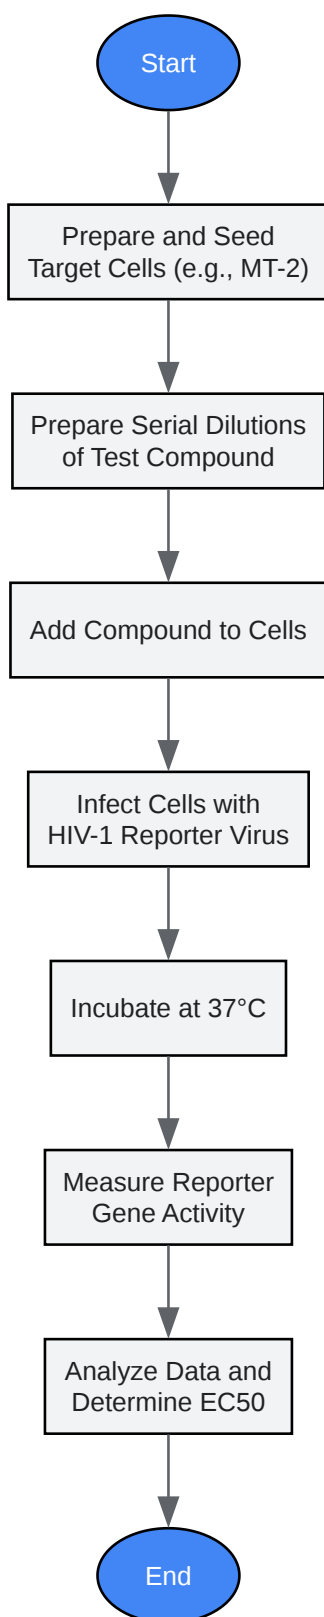 Start
Prepare and Seed
Target Cells (e.g., MT-2)
Prepare Serial Dilutions
of Test Compound
Add Compound to Cells
Infect Cells with
HIV-1 Reporter Virus
Incubate at 37°C
Measure Reporter
Gene Activity
Analyze Data and
Determine EC50
End